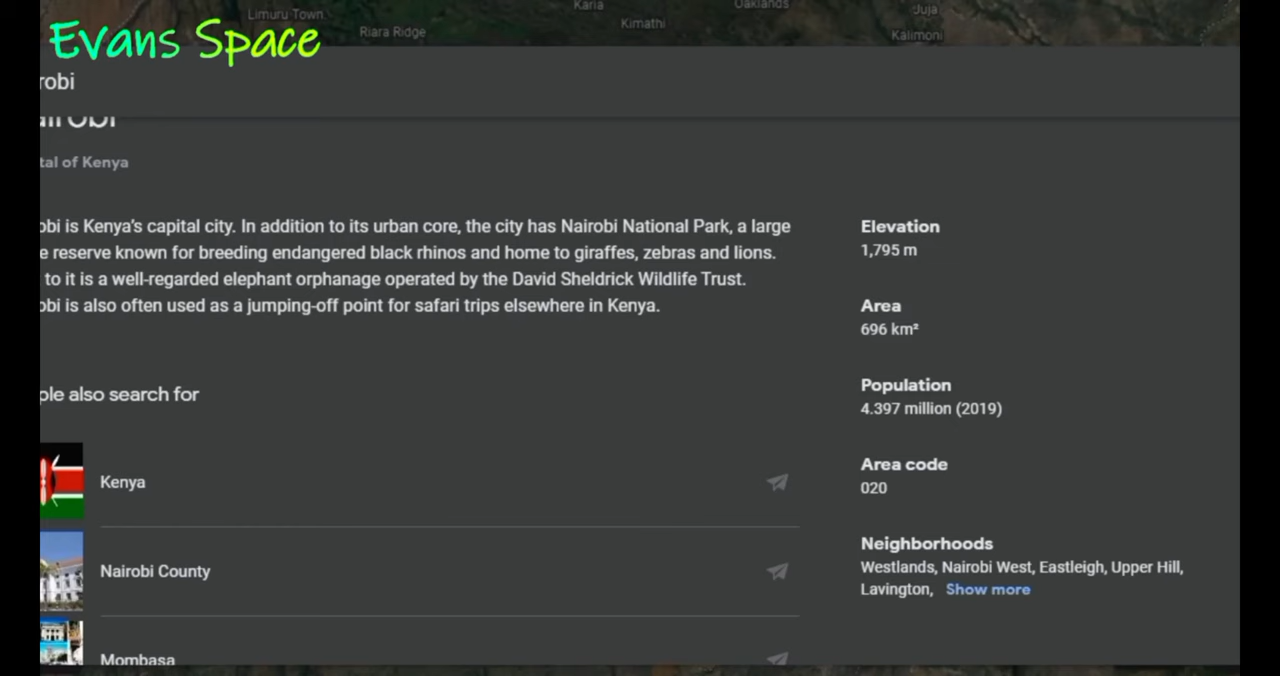 Limuru Town
Karia
Oaklands
Juja
Riara Ridge
Kimathi
Kalimoni
Evans Space
robi
tal of Kenya
obi is Kenya's capital city. In addition to its urban core, the city has Nairobi National Park, a large
e reserve known for breeding endangered black rhinos and home to giraffes, zebras and lions.
to it is a well-regarded elephant orphanage operated by the David Sheldrick Wildlife Trust.
obi is also often used as a jumping-off point for safari trips elsewhere in Kenya.
ple also search for
Kenya
Nairobi County
Mombasa
Elevation
1,795 m
Area
696 km²
Population
4.397 million (2019)
Area code
020
Neighborhoods
Westlands, Nairobi West, Eastleigh, Upper Hill,
Lavington, Show more